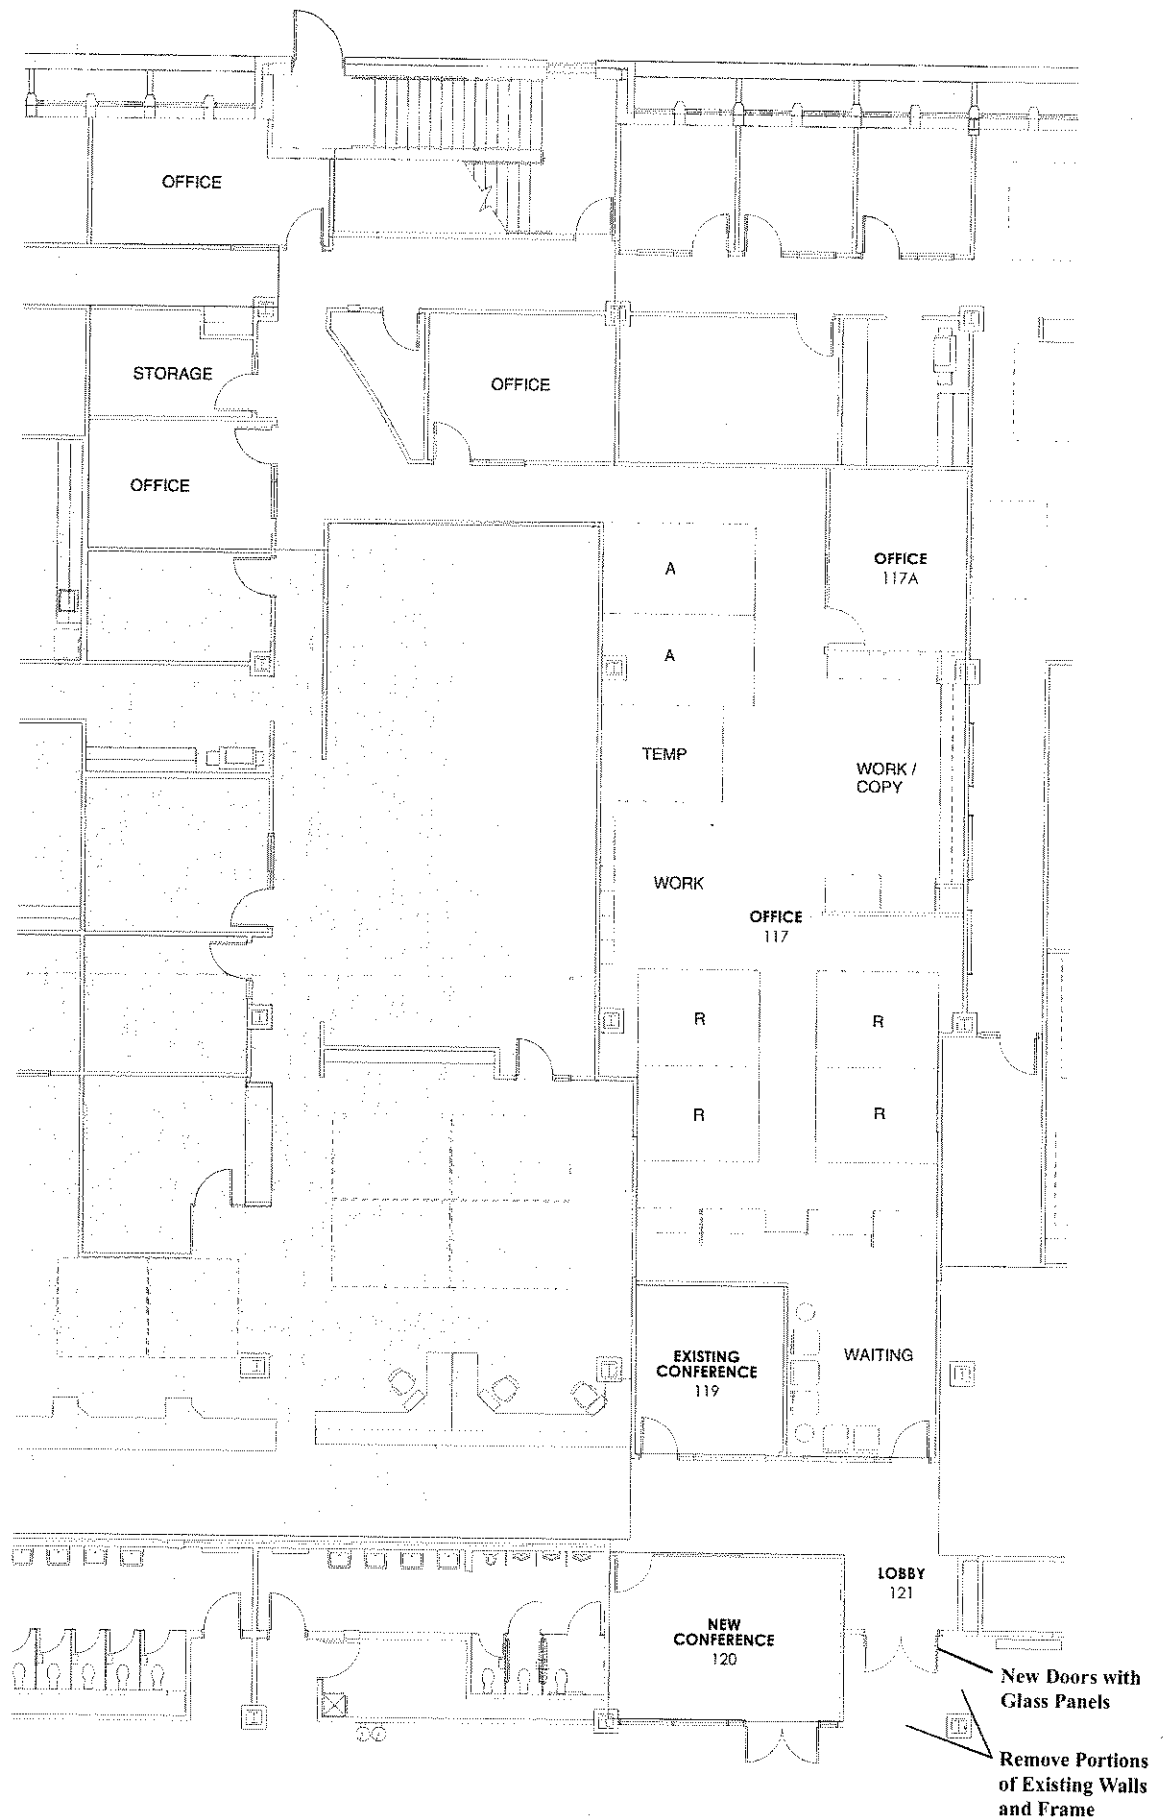 OFFICE
STORAGE
OFFICE
OFFICE
A
OFFICE
117A
A
TEMP
WORK /
COPY
WORK
OFFICE
117
R
R
R
R
EXISTING
CONFERENCE
119
WAITING
LOBBY
121
NEW
CONFERENCE
120
New Doors with
Glass Panels
Remove Portions
of Existing Walls
and Frame